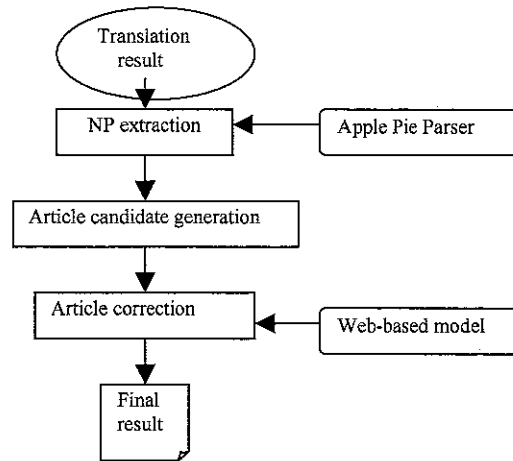 Translation
result
NP extraction
Apple Pie Parser
Article candidate generation
Article correction
Web-based model
Final
result